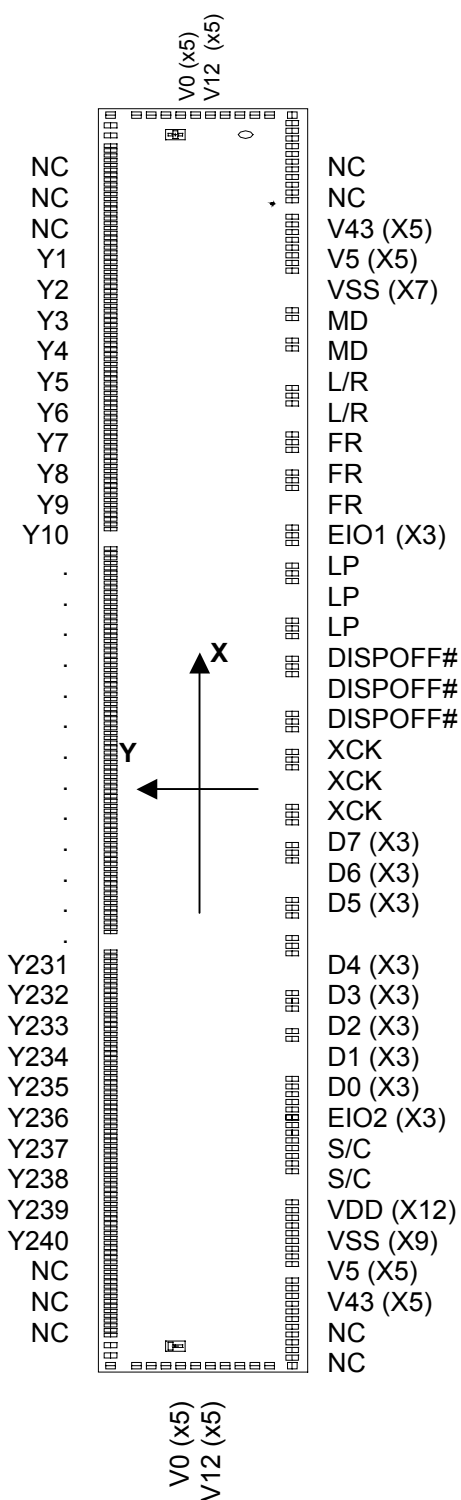 V0 (x5)
V12 (x5)
NC
NC
NC
Y1
Y2
Y3
Y4
Y5
Y6
Y7
Y8
Y9
Y10
.
.
.
.
.
.
.
.
.
.
.
.
.
Y231
Y232
Y233
Y234
Y235
Y236
Y237
Y238
Y239
Y240
NC
NC
NC
X
Y
NC
NC
V43 (X5)
V5 (X5)
VSS (X7)
MD
MD
L/R
L/R
FR
FR
FR
EIO1 (X3)
LP
LP
LP
DISPOFF#
DISPOFF#
DISPOFF#
XCK
XCK
XCK
D7 (X3)
D6 (X3)
D5 (X3)
D4 (X3)
D3 (X3)
D2 (X3)
D1 (X3)
D0 (X3)
EIO2 (X3)
S/C
S/C
VDD (X12)
VSS (X9)
V5 (X5)
V43 (X5)
NC
NC
V0 (x5)
V12 (x5)